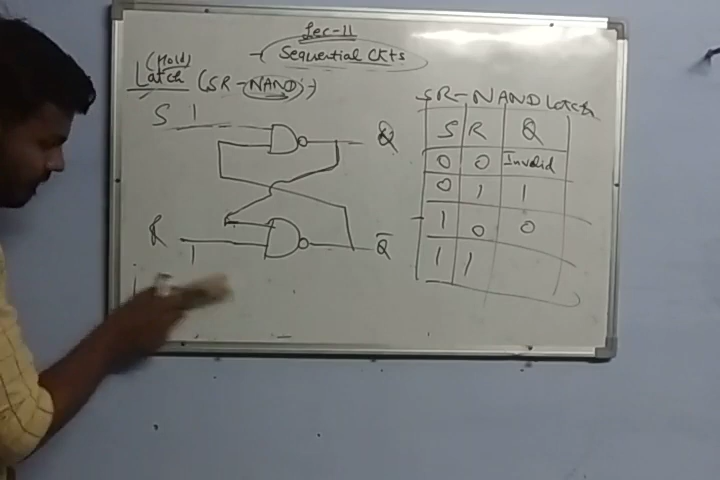 Lec-11
Sequential CKTs
(Hold)
Latch (SR-NAND):-
S 1
Q
R
1
Q̅
SR-NAND Latch
S R Q
0 0 Invalid
0 1 1
1 0 0
1 1